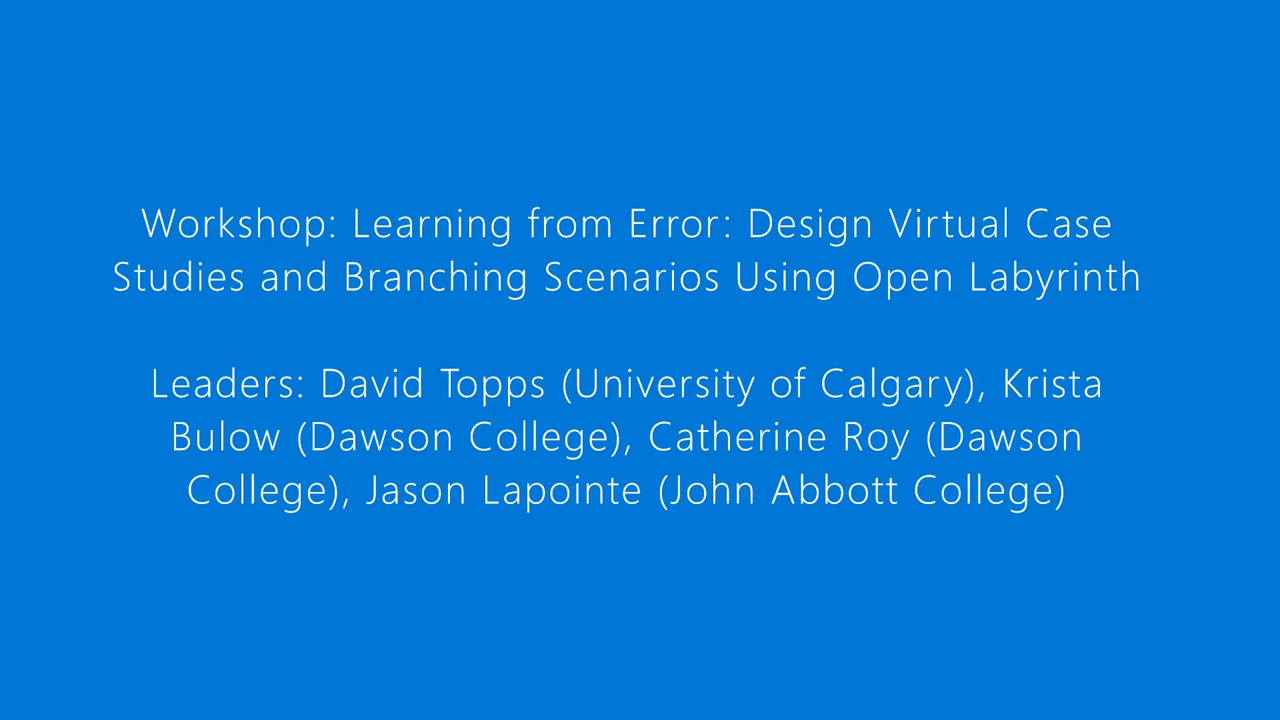 Workshop: Learning from Error: Design Virtual Case
Studies and Branching Scenarios Using Open Labyrinth
Leaders: David Topps (University of Calgary), Krista
Bulow (Dawson College), Catherine Roy (Dawson
College), Jason Lapointe (John Abbott College)